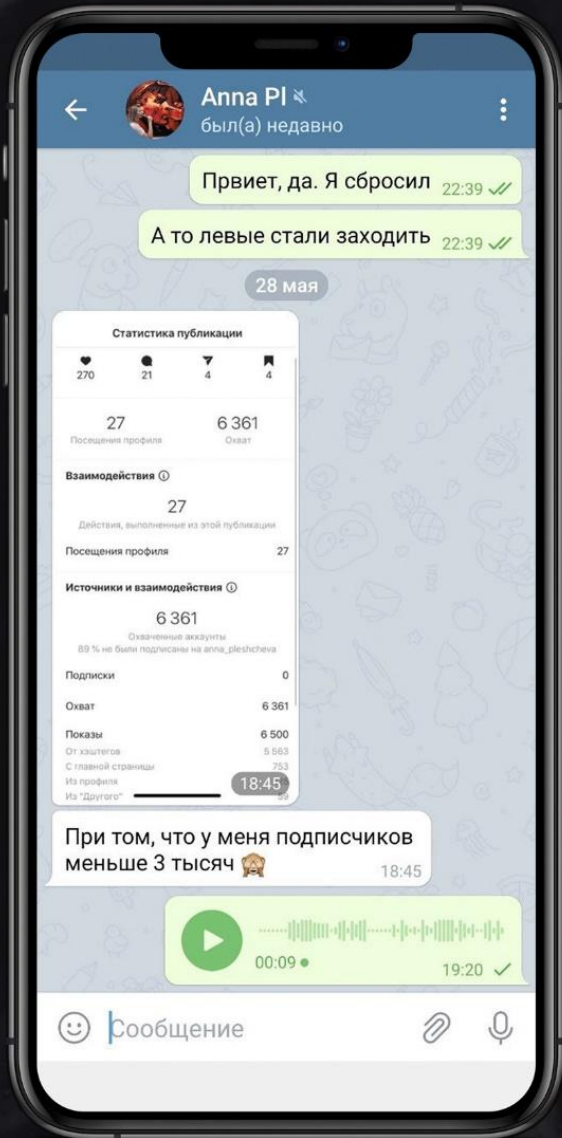 Anna Pl
был(а) недавно
Првиет, да. Я сбросил 22:39
А то левые стали заходить 22:39
28 мая
Статистика публикации
270 21 4 4
27 6 361
Посещения профиля Охват
Взаимодействия
27
Действия, выполненные из этой публикации
Посещения профиля 27
Источники и взаимодействия
6 361
Охваченные аккаунты
89 % не были подписаны на anna_pleshcheva
Подписки 0
Охват 6 361
Показы 6 500
От хэштегов 5 563
С главной страницы 753
Из профиля
Из "Другого" 59
18:45
При том, что у меня подписчиков
меньше 3 тысяч 18:45
00:09 19:20
Сообщение